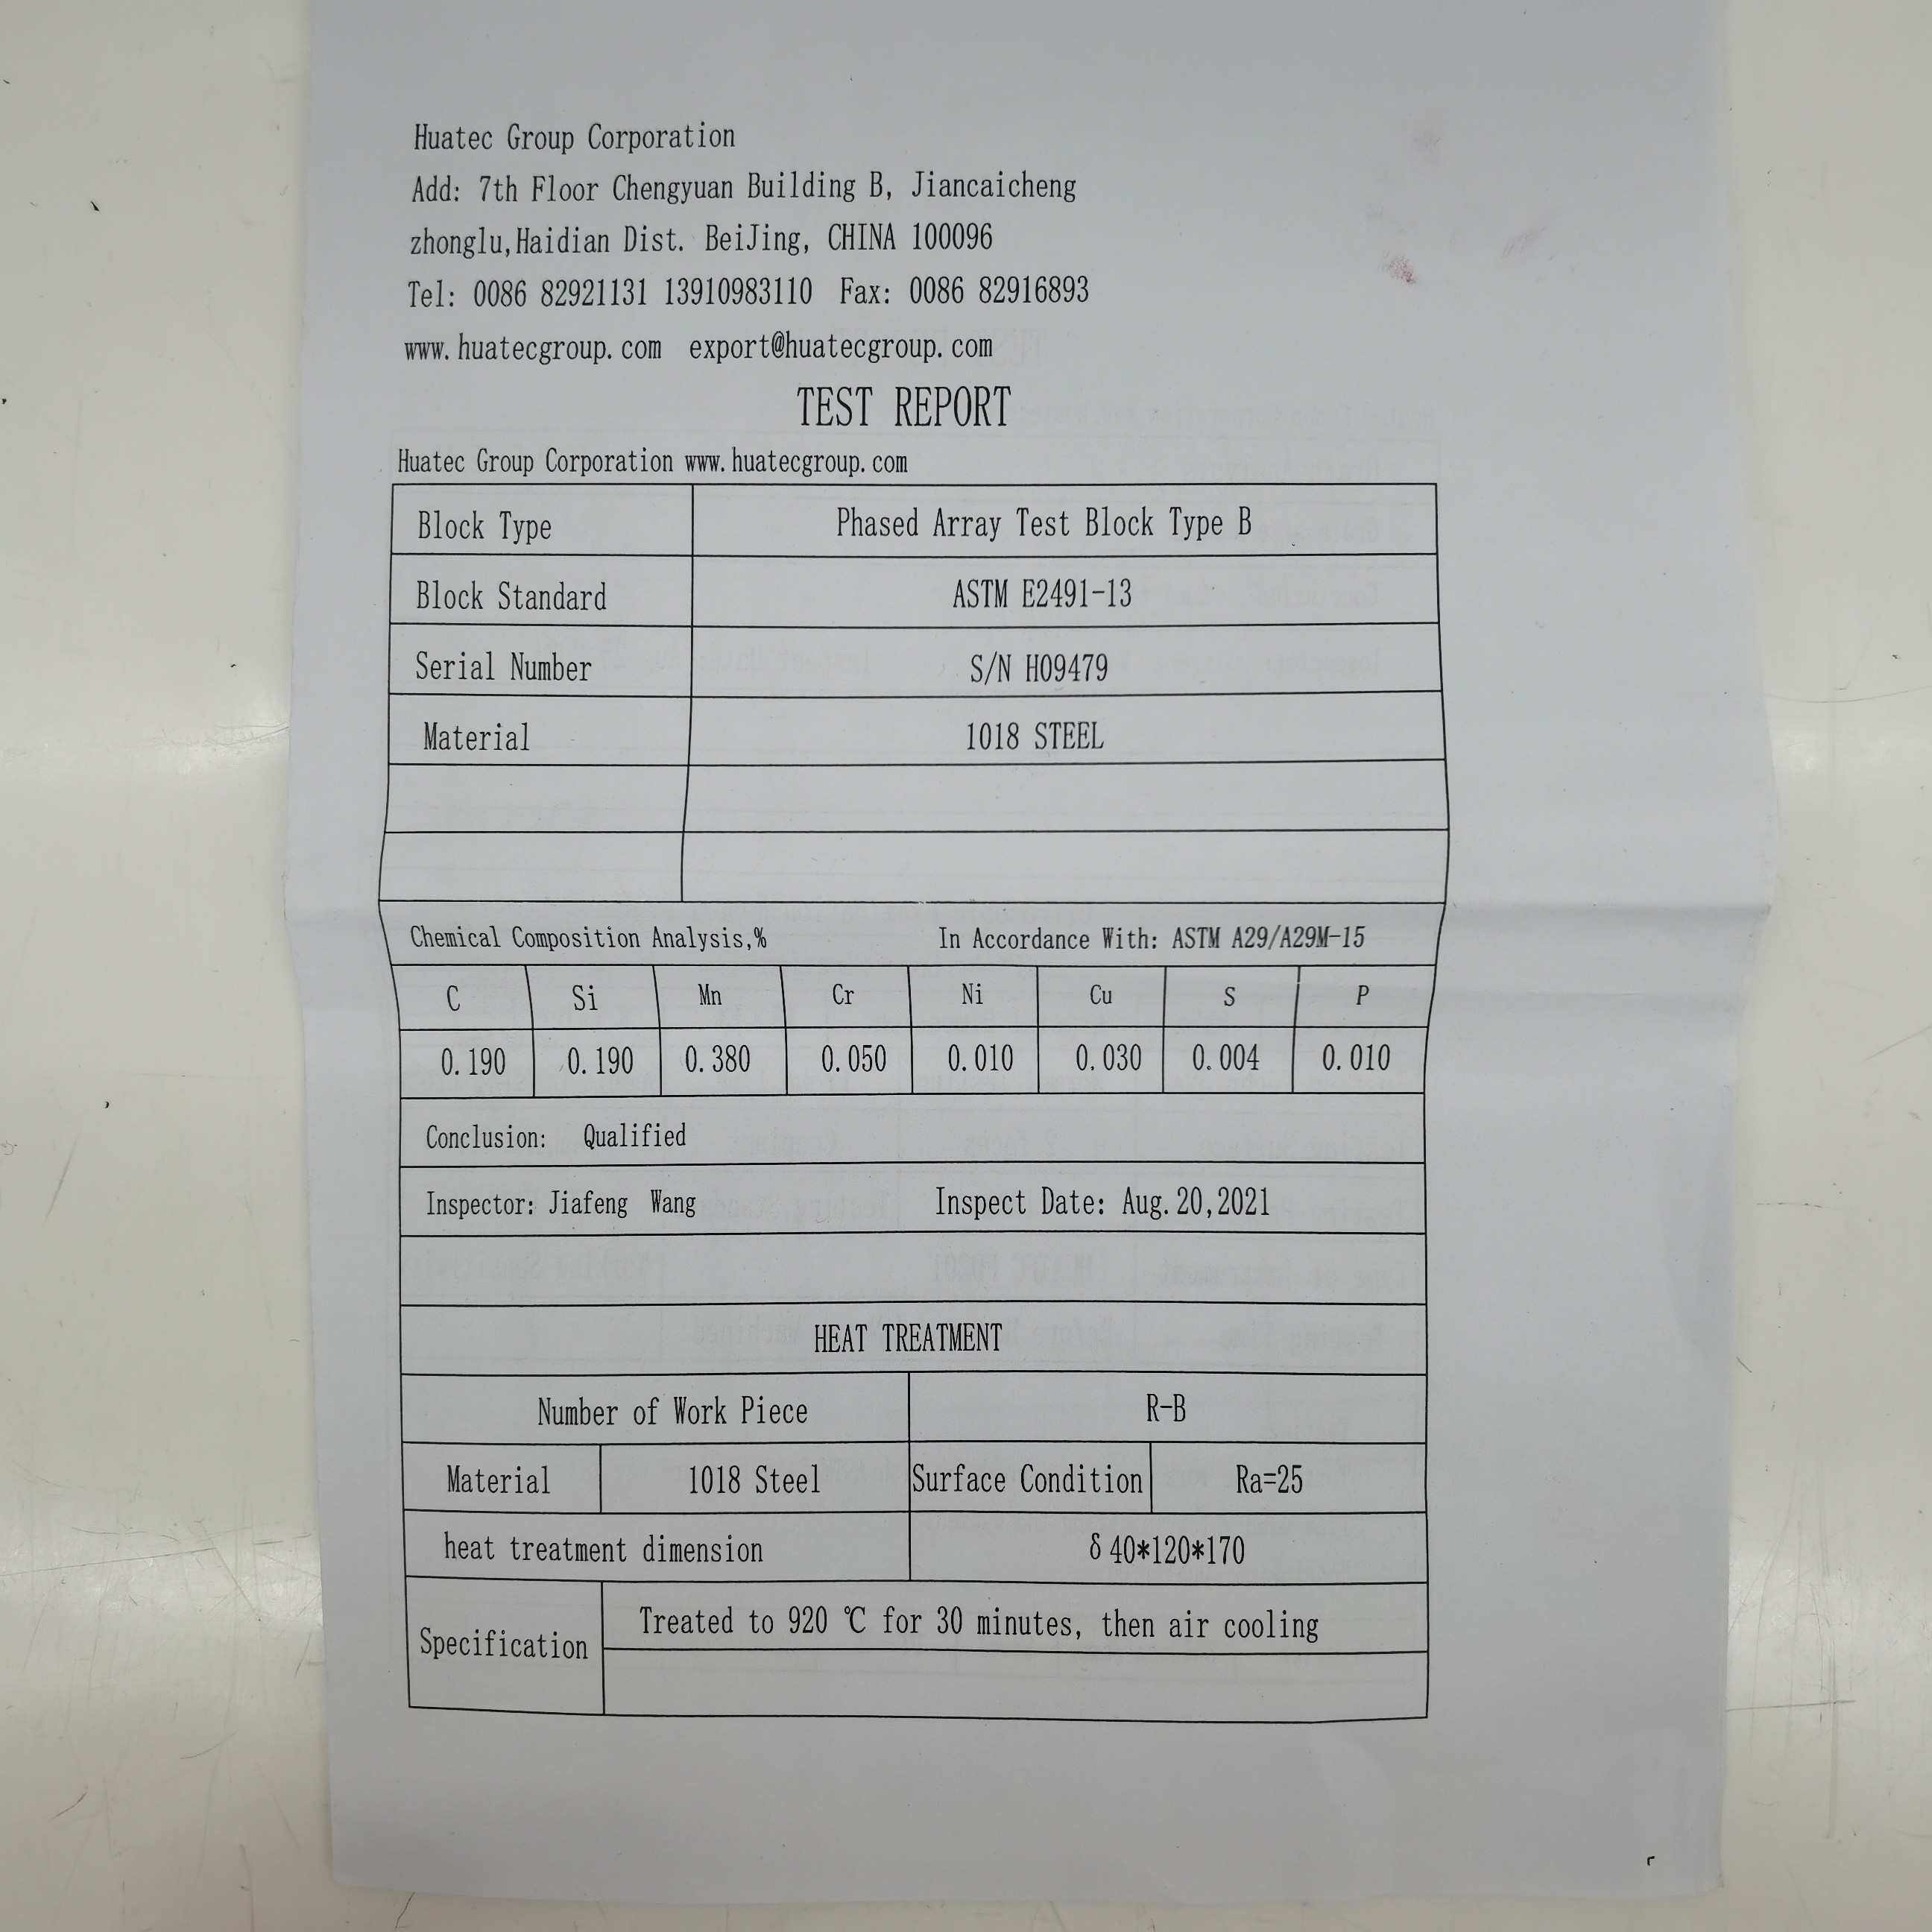 Huatec Group Corporation
Add: 7th Floor Chengyuan Building B, Jiancaicheng
zhonglu,Haidian Dist. BeiJing, CHINA 100096
Tel: 0086 82921131 13910983110 Fax: 0086 82916893
www.huatecgroup.com export@huatecgroup.com
TEST REPORT
Huatec Group Corporation www.huatecgroup.com
Block Type Phased Array Test Block Type B
Block Standard ASTM E2491-13
Serial Number S/N H09479
Material 1018 STEEL
Chemical Composition Analysis,% In Accordance With: ASTM A29/A29M-15
C Si Mn Cr Ni Cu S P
0.190 0.190 0.380 0.050 0.010 0.030 0.004 0.010
Conclusion: Qualified
Inspector: Jiafeng Wang Inspect Date: Aug.20,2021
HEAT TREATMENT
Number of Work Piece R-B
Material 1018 Steel Surface Condition Ra=25
heat treatment dimension δ40*120*170
Specification Treated to 920 ℃ for 30 minutes, then air cooling